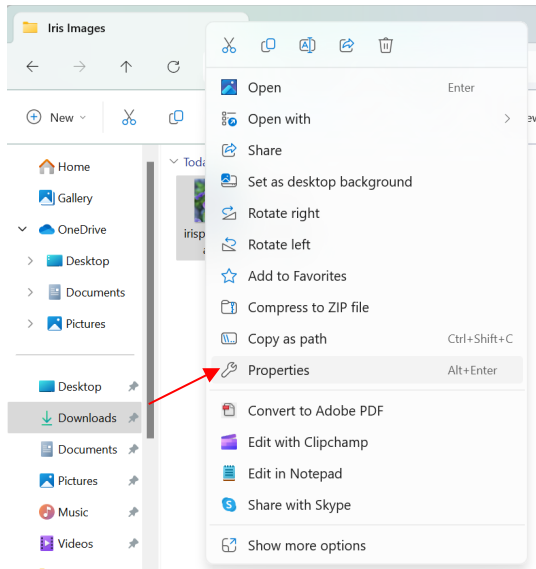 Iris Images
New
Home
Gallery
OneDrive
Desktop
Documents
Pictures
Desktop
Downloads
Documents
Pictures
Music
Videos
Open Enter
Open with
Share
Set as desktop background
Rotate right
Rotate left
Add to Favorites
Compress to ZIP file
Copy as path Ctrl+Shift+C
Properties Alt+Enter
Convert to Adobe PDF
Edit with Clipchamp
Edit in Notepad
Share with Skype
Show more options